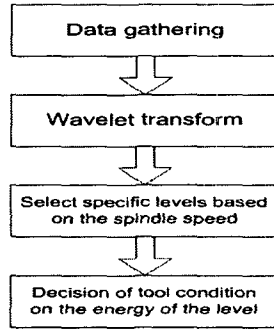 Data gathering
Wavelet transform
Select specific levels based
on the spindle speed
Decision of tool condition
on the energy of the level